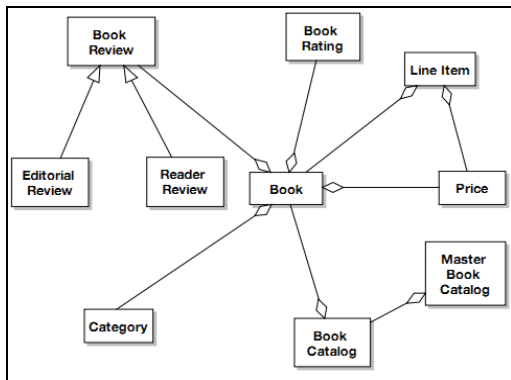 Book
Review
Book
Rating
Line Item
Editorial
Review
Reader
Review
Book
Price
Master
Book
Catalog
Category
Book
Catalog